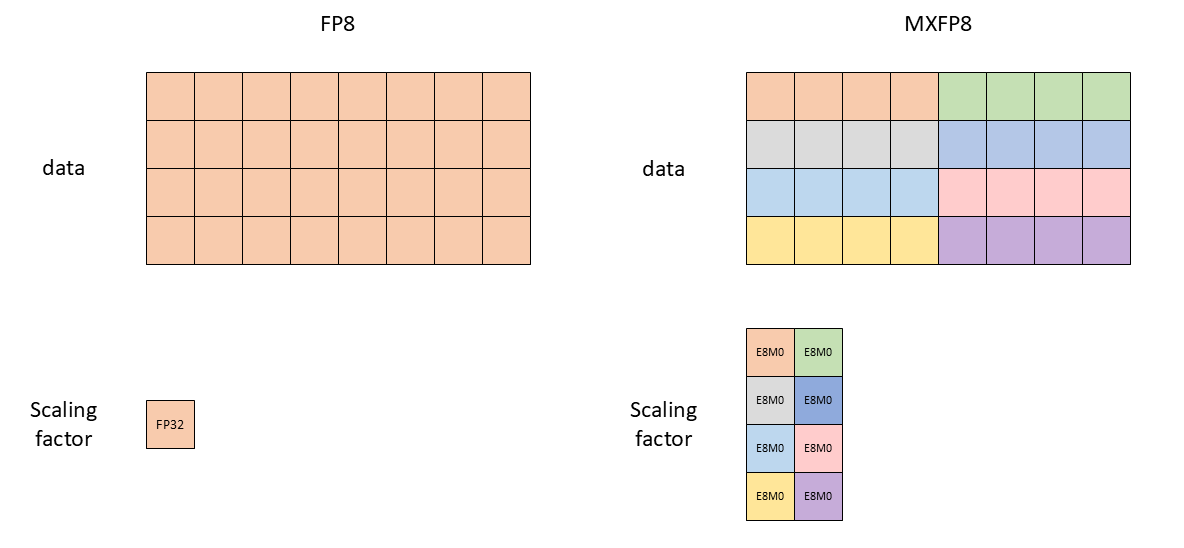 FP8
MXFP8
data
data
Scaling
factor
FP32
Scaling
factor
E8M0 E8M0
E8M0 E8M0
E8M0 E8M0
E8M0 E8M0